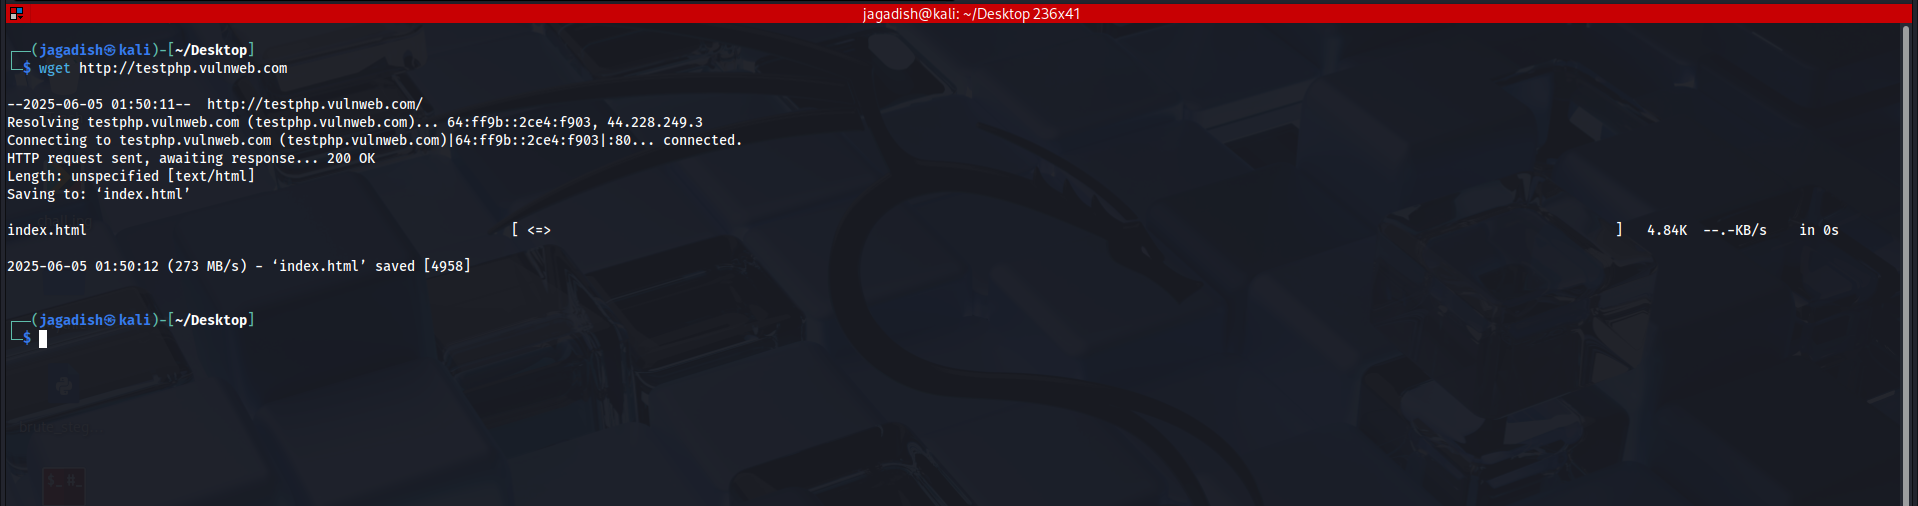 jagadish@kali: ~/Desktop 236x41
┌──(jagadish㉿kali)-[~/Desktop]
└─$ wget http://testphp.vulnweb.com
--2025-06-05 01:50:11--  http://testphp.vulnweb.com/
Resolving testphp.vulnweb.com (testphp.vulnweb.com)... 64:ff9b::2ce4:f903, 44.228.249.3
Connecting to testphp.vulnweb.com (testphp.vulnweb.com)|64:ff9b::2ce4:f903|:80... connected.
HTTP request sent, awaiting response... 200 OK
Length: unspecified [text/html]
Saving to: ‘index.html’
index.html [ <=> ] 4.84K --.-KB/s in 0s
2025-06-05 01:50:12 (273 MB/s) - ‘index.html’ saved [4958]
┌──(jagadish㉿kali)-[~/Desktop]
└─$